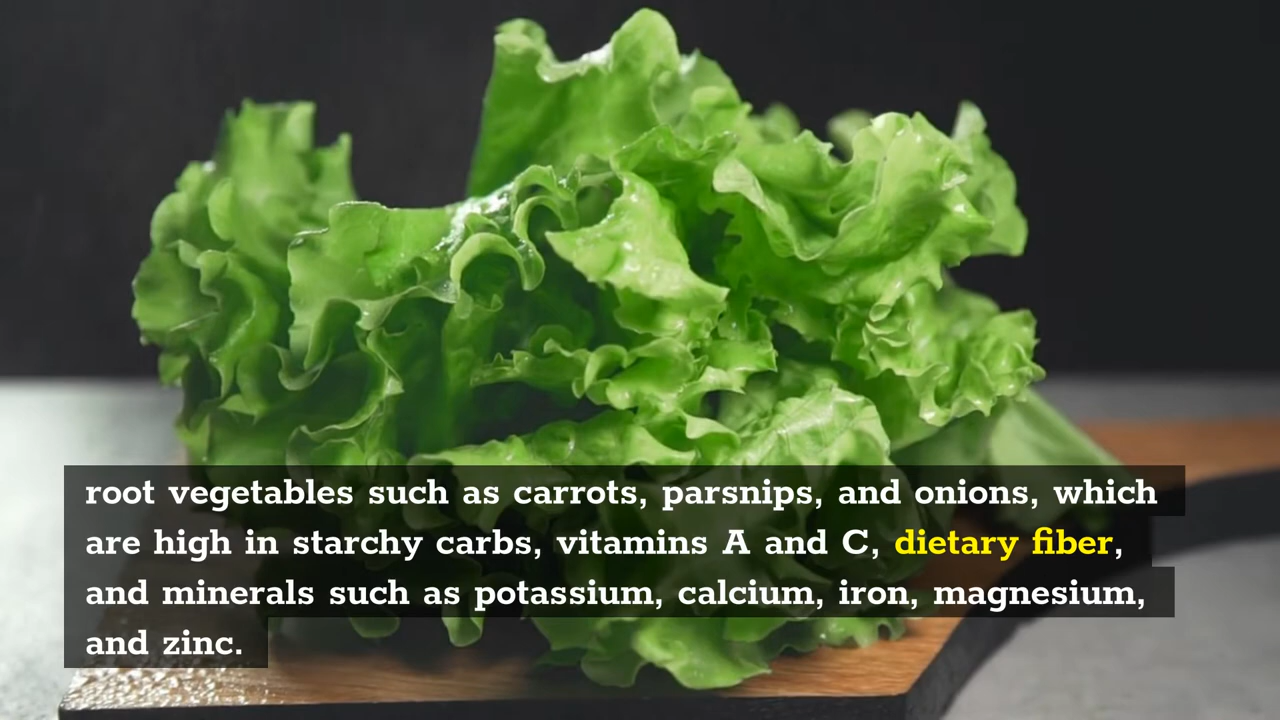 root vegetables such as carrots, parsnips, and onions, which
are high in starchy carbs, vitamins A and C, dietary fiber,
and minerals such as potassium, calcium, iron, magnesium,
and zinc.